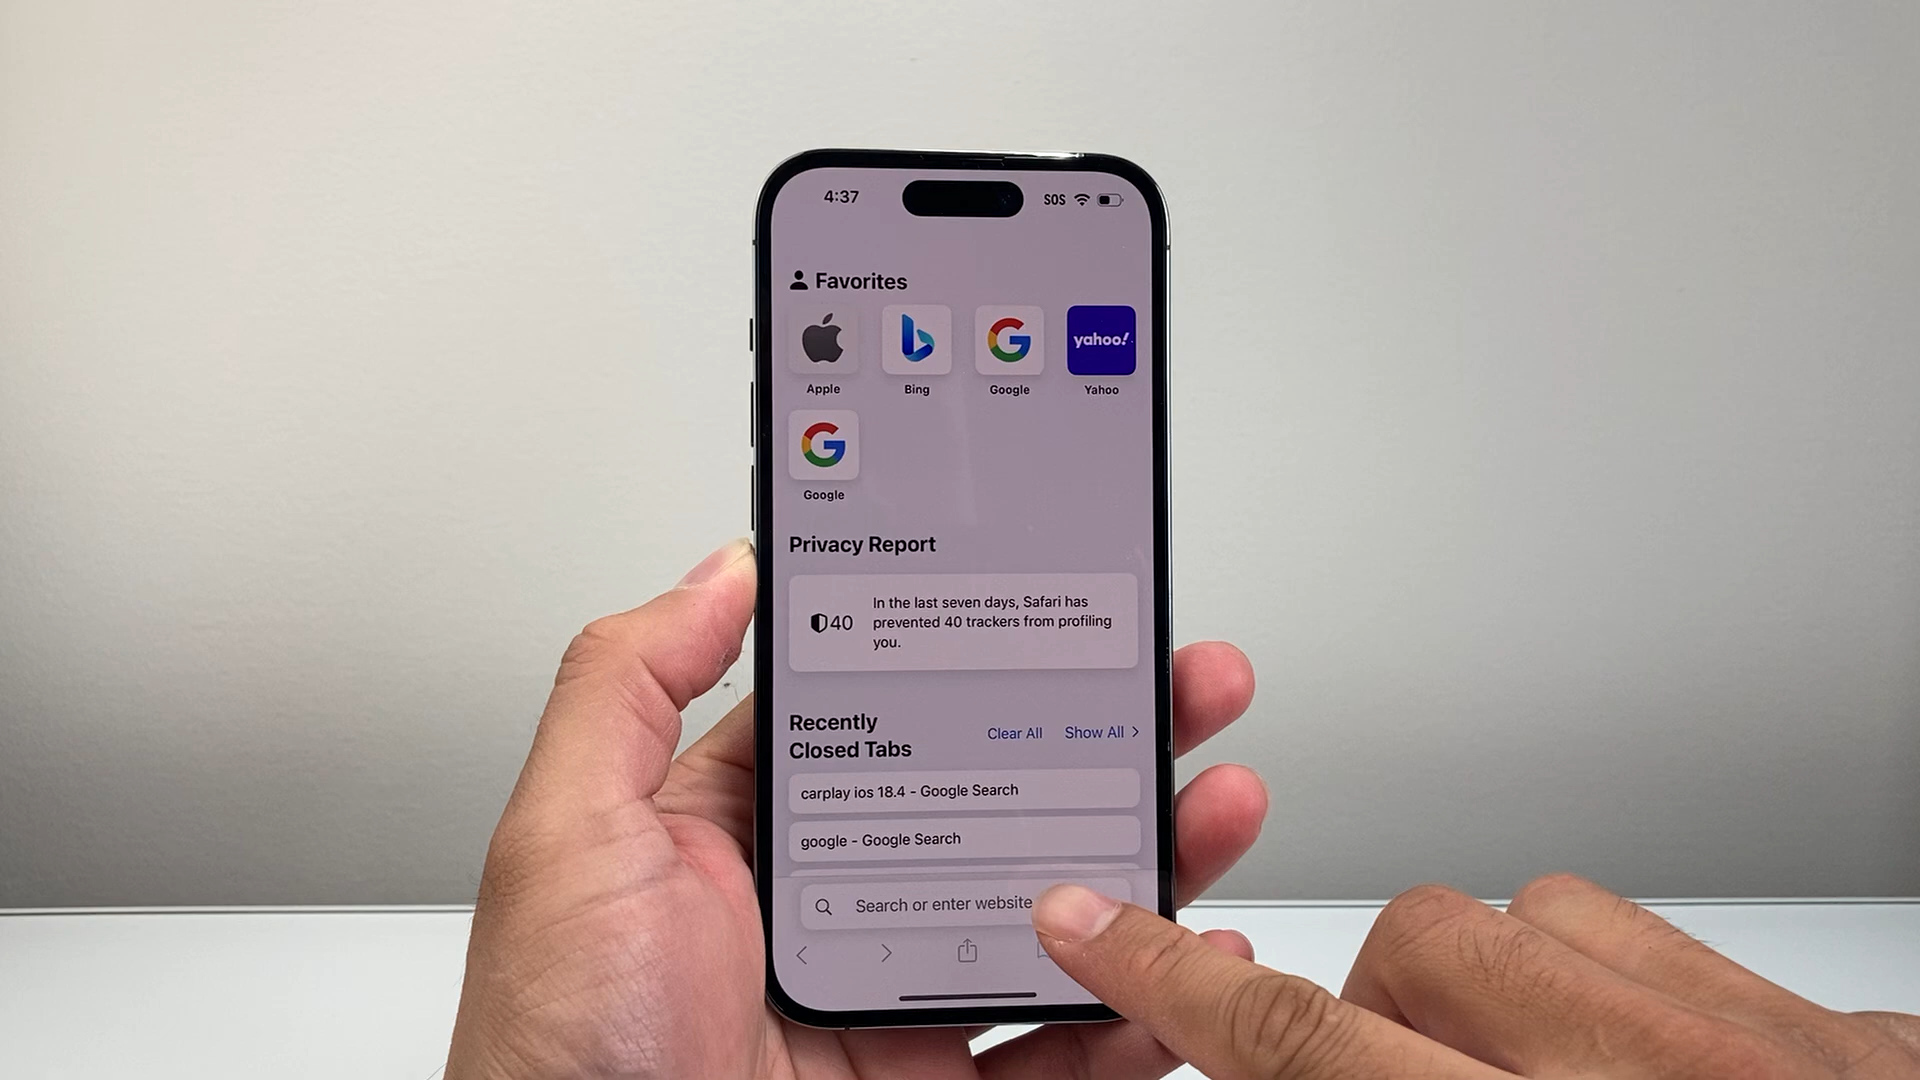 4:37 SOS
Favorites
yahoo!
Apple Bing Google Yahoo
Google
Privacy Report
40
In the last seven days, Safari has
prevented 40 trackers from profiling
you.
Recently
Closed Tabs
Clear All Show All
carplay ios 18.4 - Google Search
google - Google Search
Search or enter website